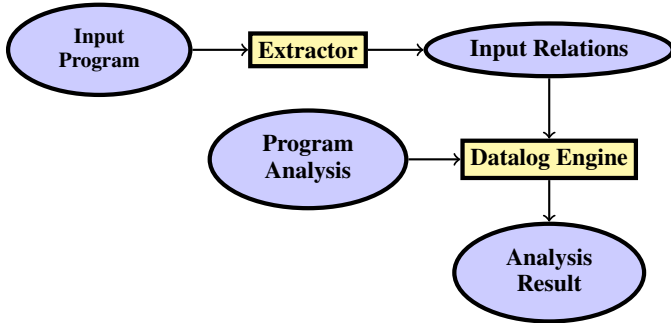 Input
Program
Extractor
Input Relations
Program
Analysis
Datalog Engine
Analysis
Result